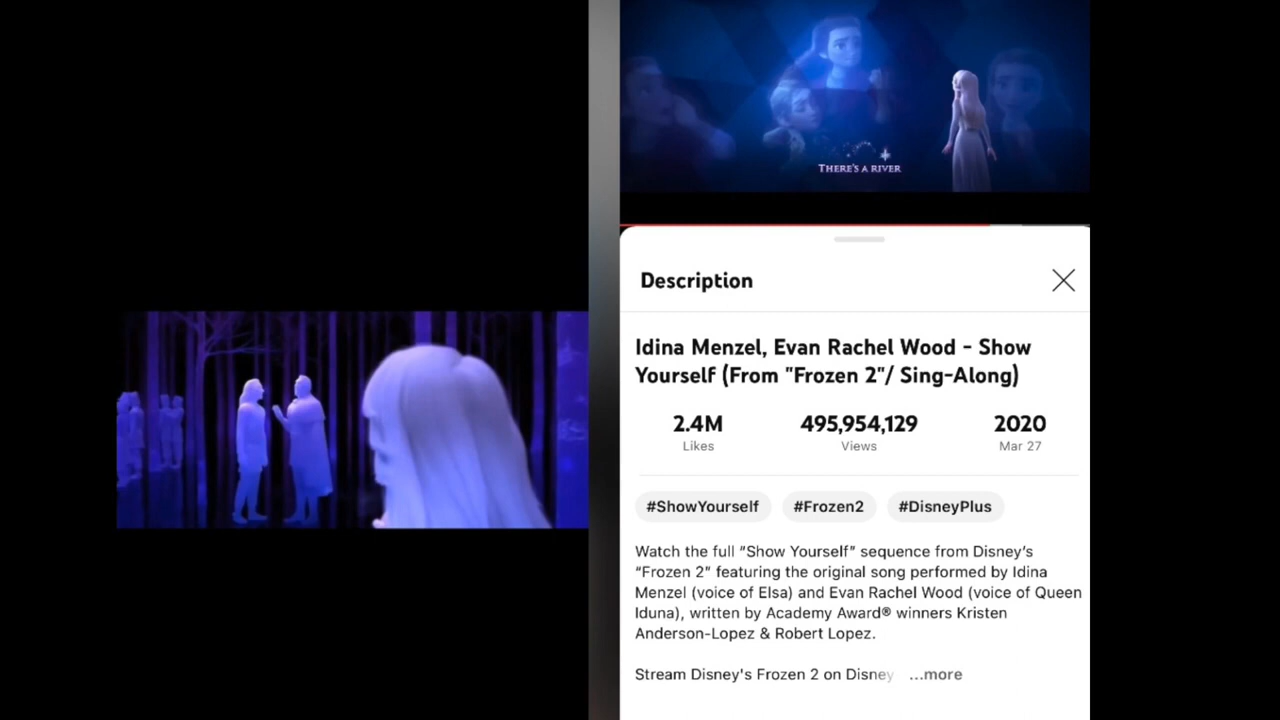 THERE'S A RIVER
Description
Idina Menzel, Evan Rachel Wood - Show
Yourself (From "Frozen 2"/ Sing-Along)
2.4M 495,954,129 2020
Likes Views Mar 27
#ShowYourself #Frozen2 #DisneyPlus
Watch the full “Show Yourself” sequence from Disney’s
“Frozen 2” featuring the original song performed by Idina
Menzel (voice of Elsa) and Evan Rachel Wood (voice of Queen
Iduna), written by Academy Award® winners Kristen
Anderson-Lopez & Robert Lopez.
Stream Disney's Frozen 2 on Disney ...more